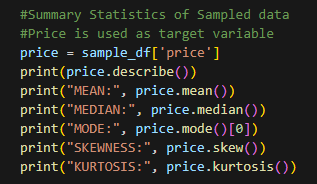 #Summary Statistics of Sampled data
#Price is used as target variable
price = sample_df['price']
print(price.describe())
print("MEAN:", price.mean())
print("MEDIAN:", price.median())
print("MODE:", price.mode()[0])
print("SKEWNESS:", price.skew())
print("KURTOSIS:", price.kurtosis())